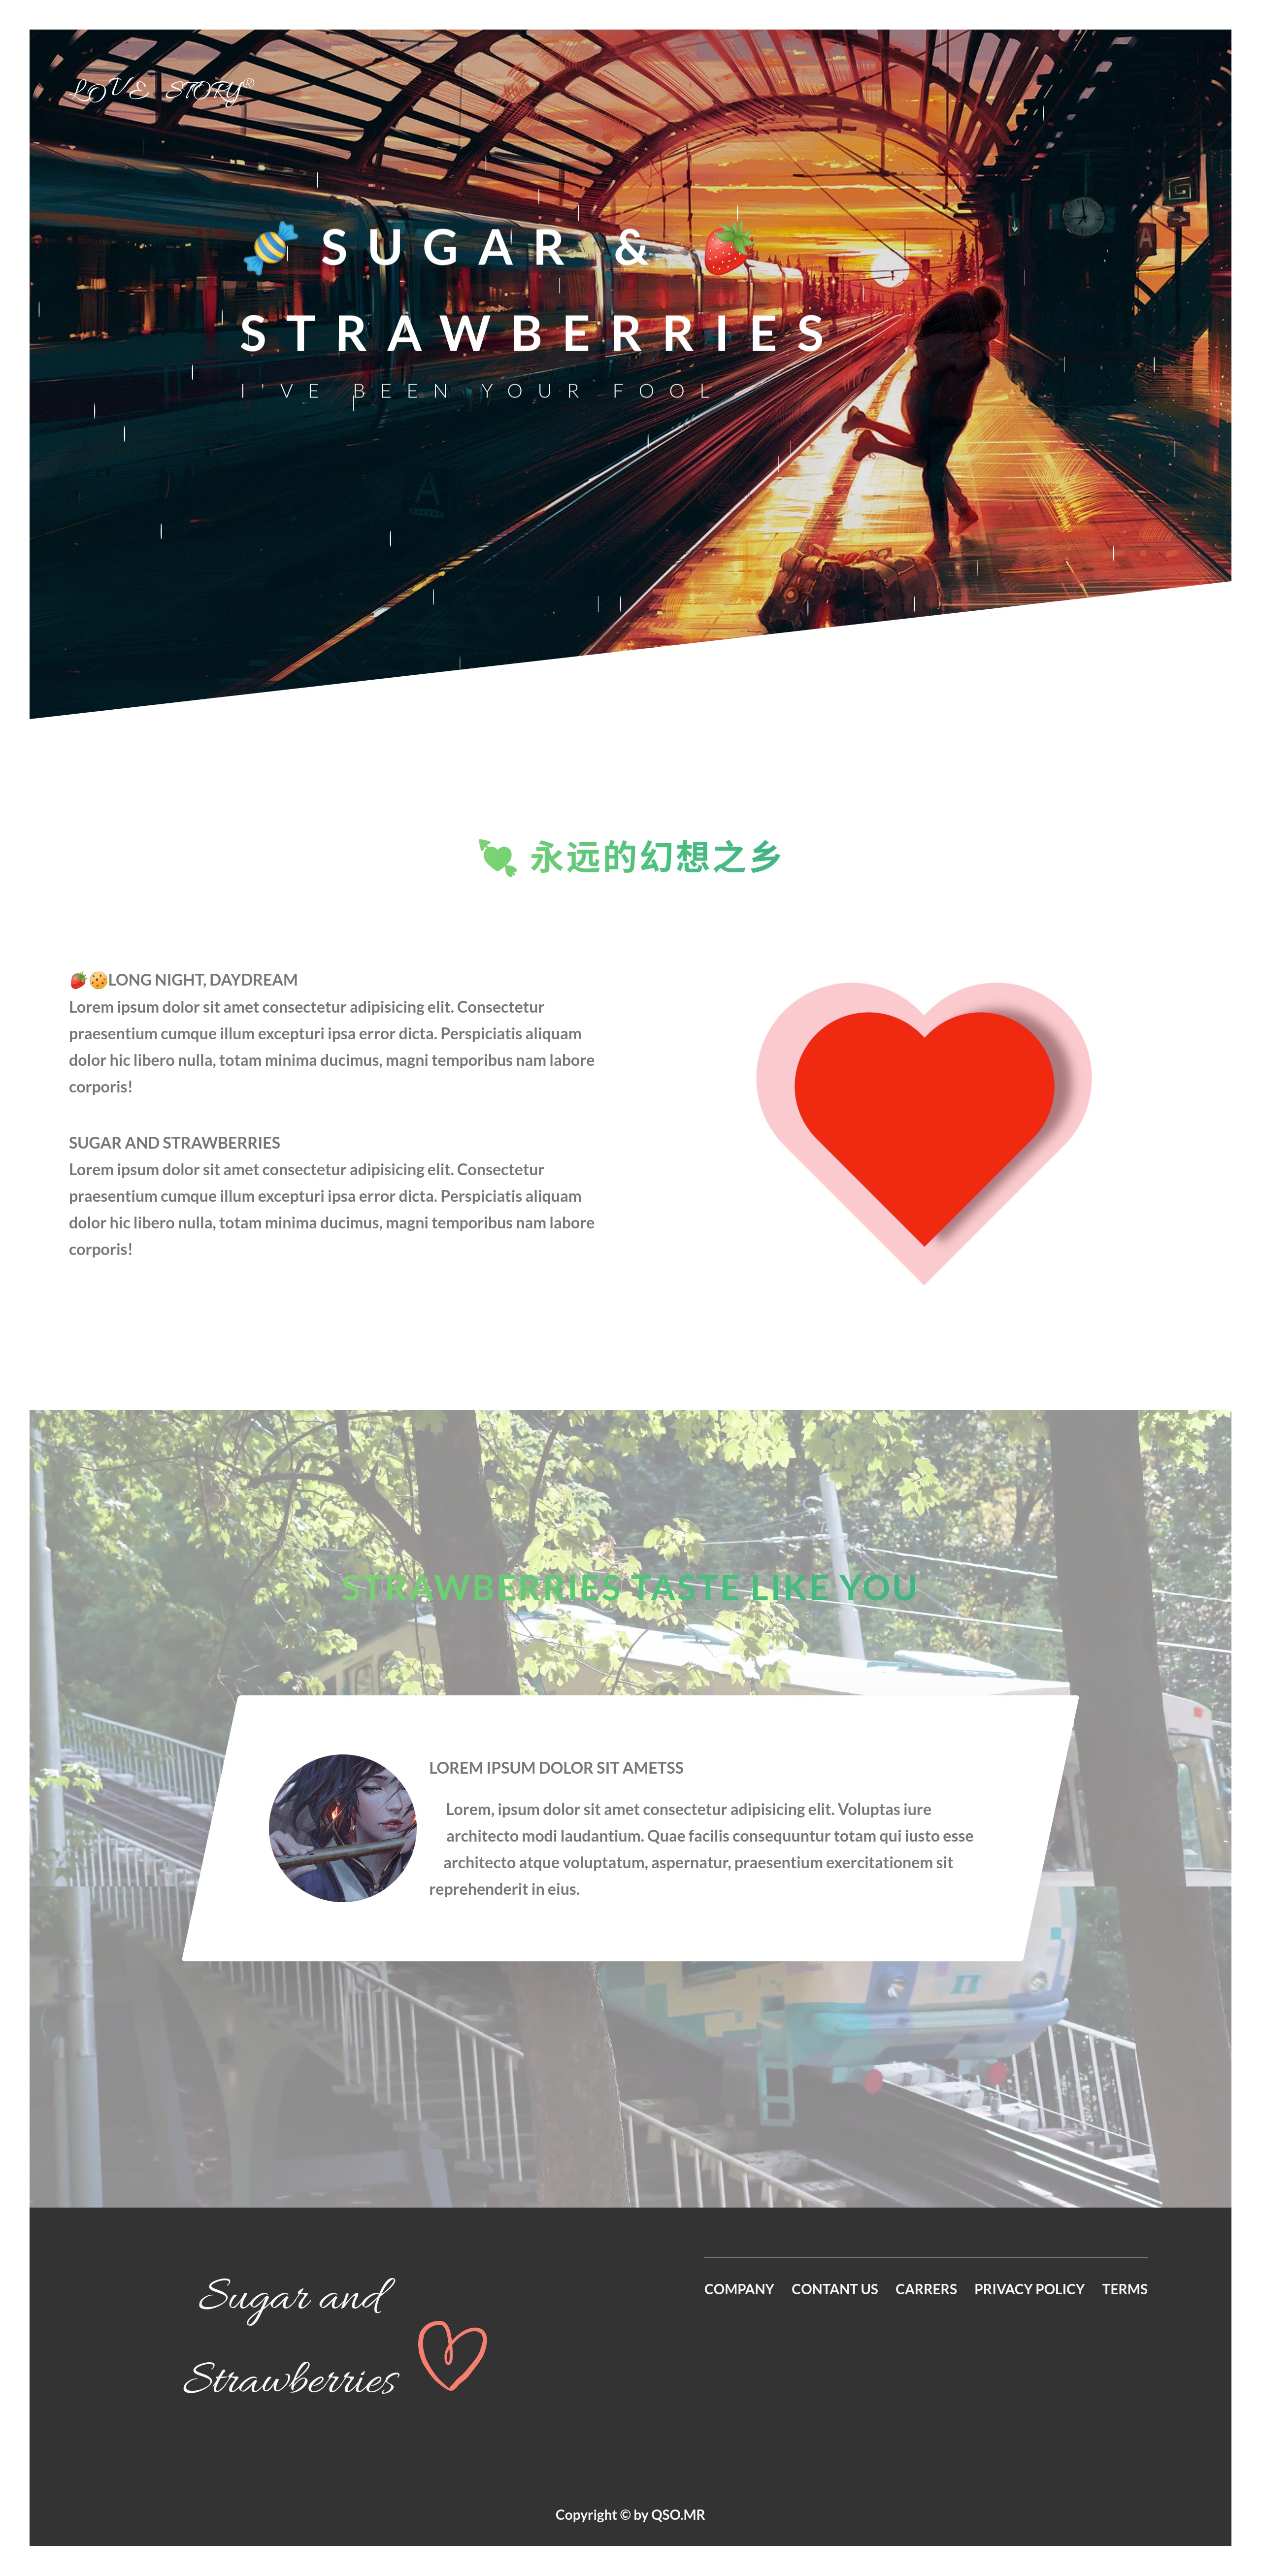 LOVE STORY©
🍬 SUGAR & 🍓
STRAWBERRIES
I'VE BEEN YOUR FOOL
A
A
💘 永远的幻想之乡
🍓🍪LONG NIGHT, DAYDREAM
Lorem ipsum dolor sit amet consectetur adipisicing elit. Consectetur
praesentium cumque illum excepturi ipsa error dicta. Perspiciatis aliquam
dolor hic libero nulla, totam minima ducimus, magni temporibus nam labore
corporis!
SUGAR AND STRAWBERRIES
Lorem ipsum dolor sit amet consectetur adipisicing elit. Consectetur
praesentium cumque illum excepturi ipsa error dicta. Perspiciatis aliquam
dolor hic libero nulla, totam minima ducimus, magni temporibus nam labore
corporis!
STRAWBERRIES TASTE LIKE YOU
LOREM IPSUM DOLOR SIT AMETSS
Lorem, ipsum dolor sit amet consectetur adipisicing elit. Voluptas iure
architecto modi laudantium. Quae facilis consequuntur totam qui iusto esse
architecto atque voluptatum, aspernatur, praesentium exercitationem sit
reprehenderit in eius.
Sugar and
Strawberries
COMPANY CONTANT US CARRERS PRIVACY POLICY TERMS
Copyright © by QSO.MR